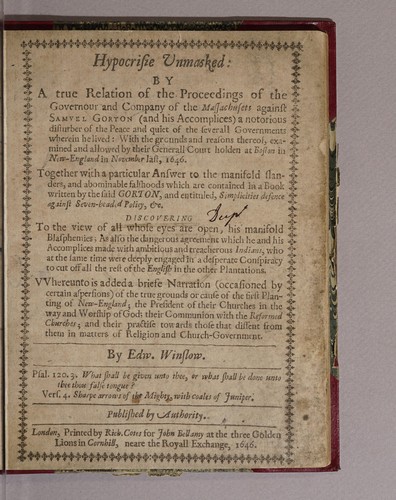 Hypocrisie Unmasked:
BY
A true Relation of the Proceedings of the
Governour and Company of the Massachusets against
SAMVEL GORTON (and his Accomplices) a notorious
disturber of the Peace and quiet of the severall Governments
wherein he lived: With the grounds and reasons thereof, exa-
mined and allowed by their Generall Court holden at Boston in
New-England in November last, 1646.
Together with a particular Answer to the manifold slan-
ders, and abominable falshoods which are contained in a Book
written by the said GORTON, and entituled, Simplicities defence
against Seven-headed Policy, &c.
DISCOVERING
To the view of all whose eyes are open, his manifold
Blasphemies; As also the dangerous agreement which he and his
Accomplices made with ambitious and treacherous Indians, who
at the same time were deeply engaged in a desperate Conspiracy
to cut off all the rest of the English in the other Plantations.
VVhereunto is added a briefe Narration (occasioned by
certain aspersions) of the true grounds or cause of the first Plan-
ting of New-England; the President of their Churches in the
way and Worship of God; their Communion with the Reformed
Churches; and their practise towards those that dissent from
them in matters of Religion and Church-Government.
By Edw. Winslow.
Psal. 120. 3. What shall be given unto thee, or what shall be done unto
thee thou false tongue?
Vers. 4. Sharpe arrows of the Mighty, with coales of Juniper.
Published by Authority.
London, Printed by Rich. Cotes for John Bellamy at the three Golden
Lions in Cornhill, neare the Royall Exchange, 1646.